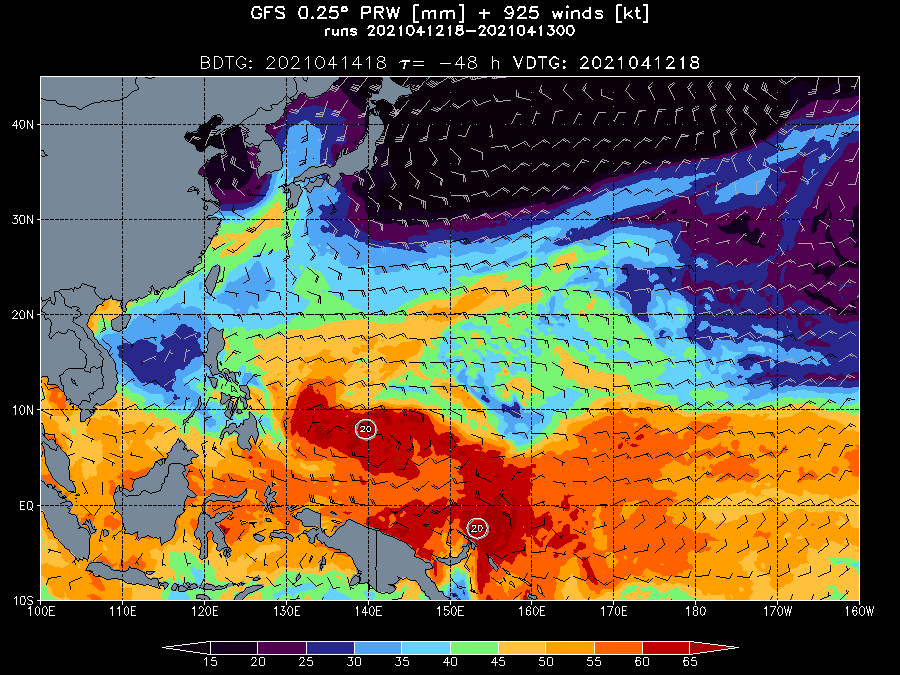 GFS 0.25° PRW [mm] + 925 winds [kt]
runs 2021041218-2021041300
BDTG: 2021041418 τ= -48 h VDTG: 2021041218
40N
30N
20N
10N
EQ
10S
20
20
100E 110E 120E 130E 140E 150E 160E 170E 180 170W 160W
15 20 25 30 35 40 45 50 55 60 65